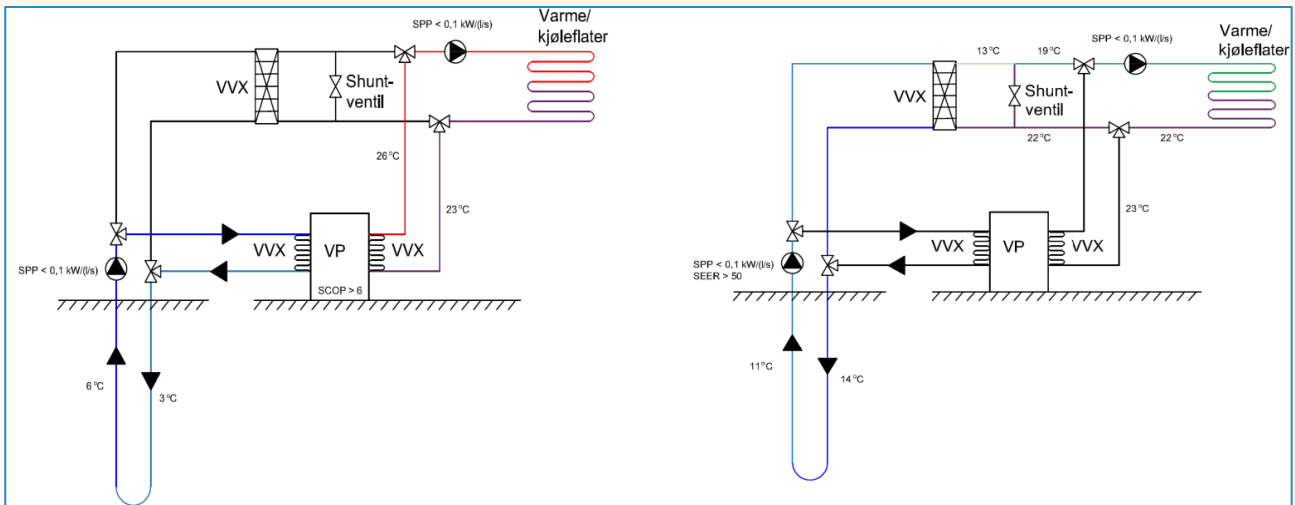 Varme/
kjøleflater
SPP < 0,1 kW/(l/s)
VVX
Shunt-
ventil
26 °C
23 °C
VVX
VP
VVX
SPP < 0,1 kW/(l/s)
SCOP > 6
6 °C
3 °C
Varme/
kjøleflater
SPP < 0,1 kW/(l/s)
13 °C
19 °C
VVX
Shunt-
ventil
22 °C
22 °C
23 °C
VVX
VP
VVX
SPP < 0,1 kW/(l/s)
SEER > 50
11 °C
14 °C